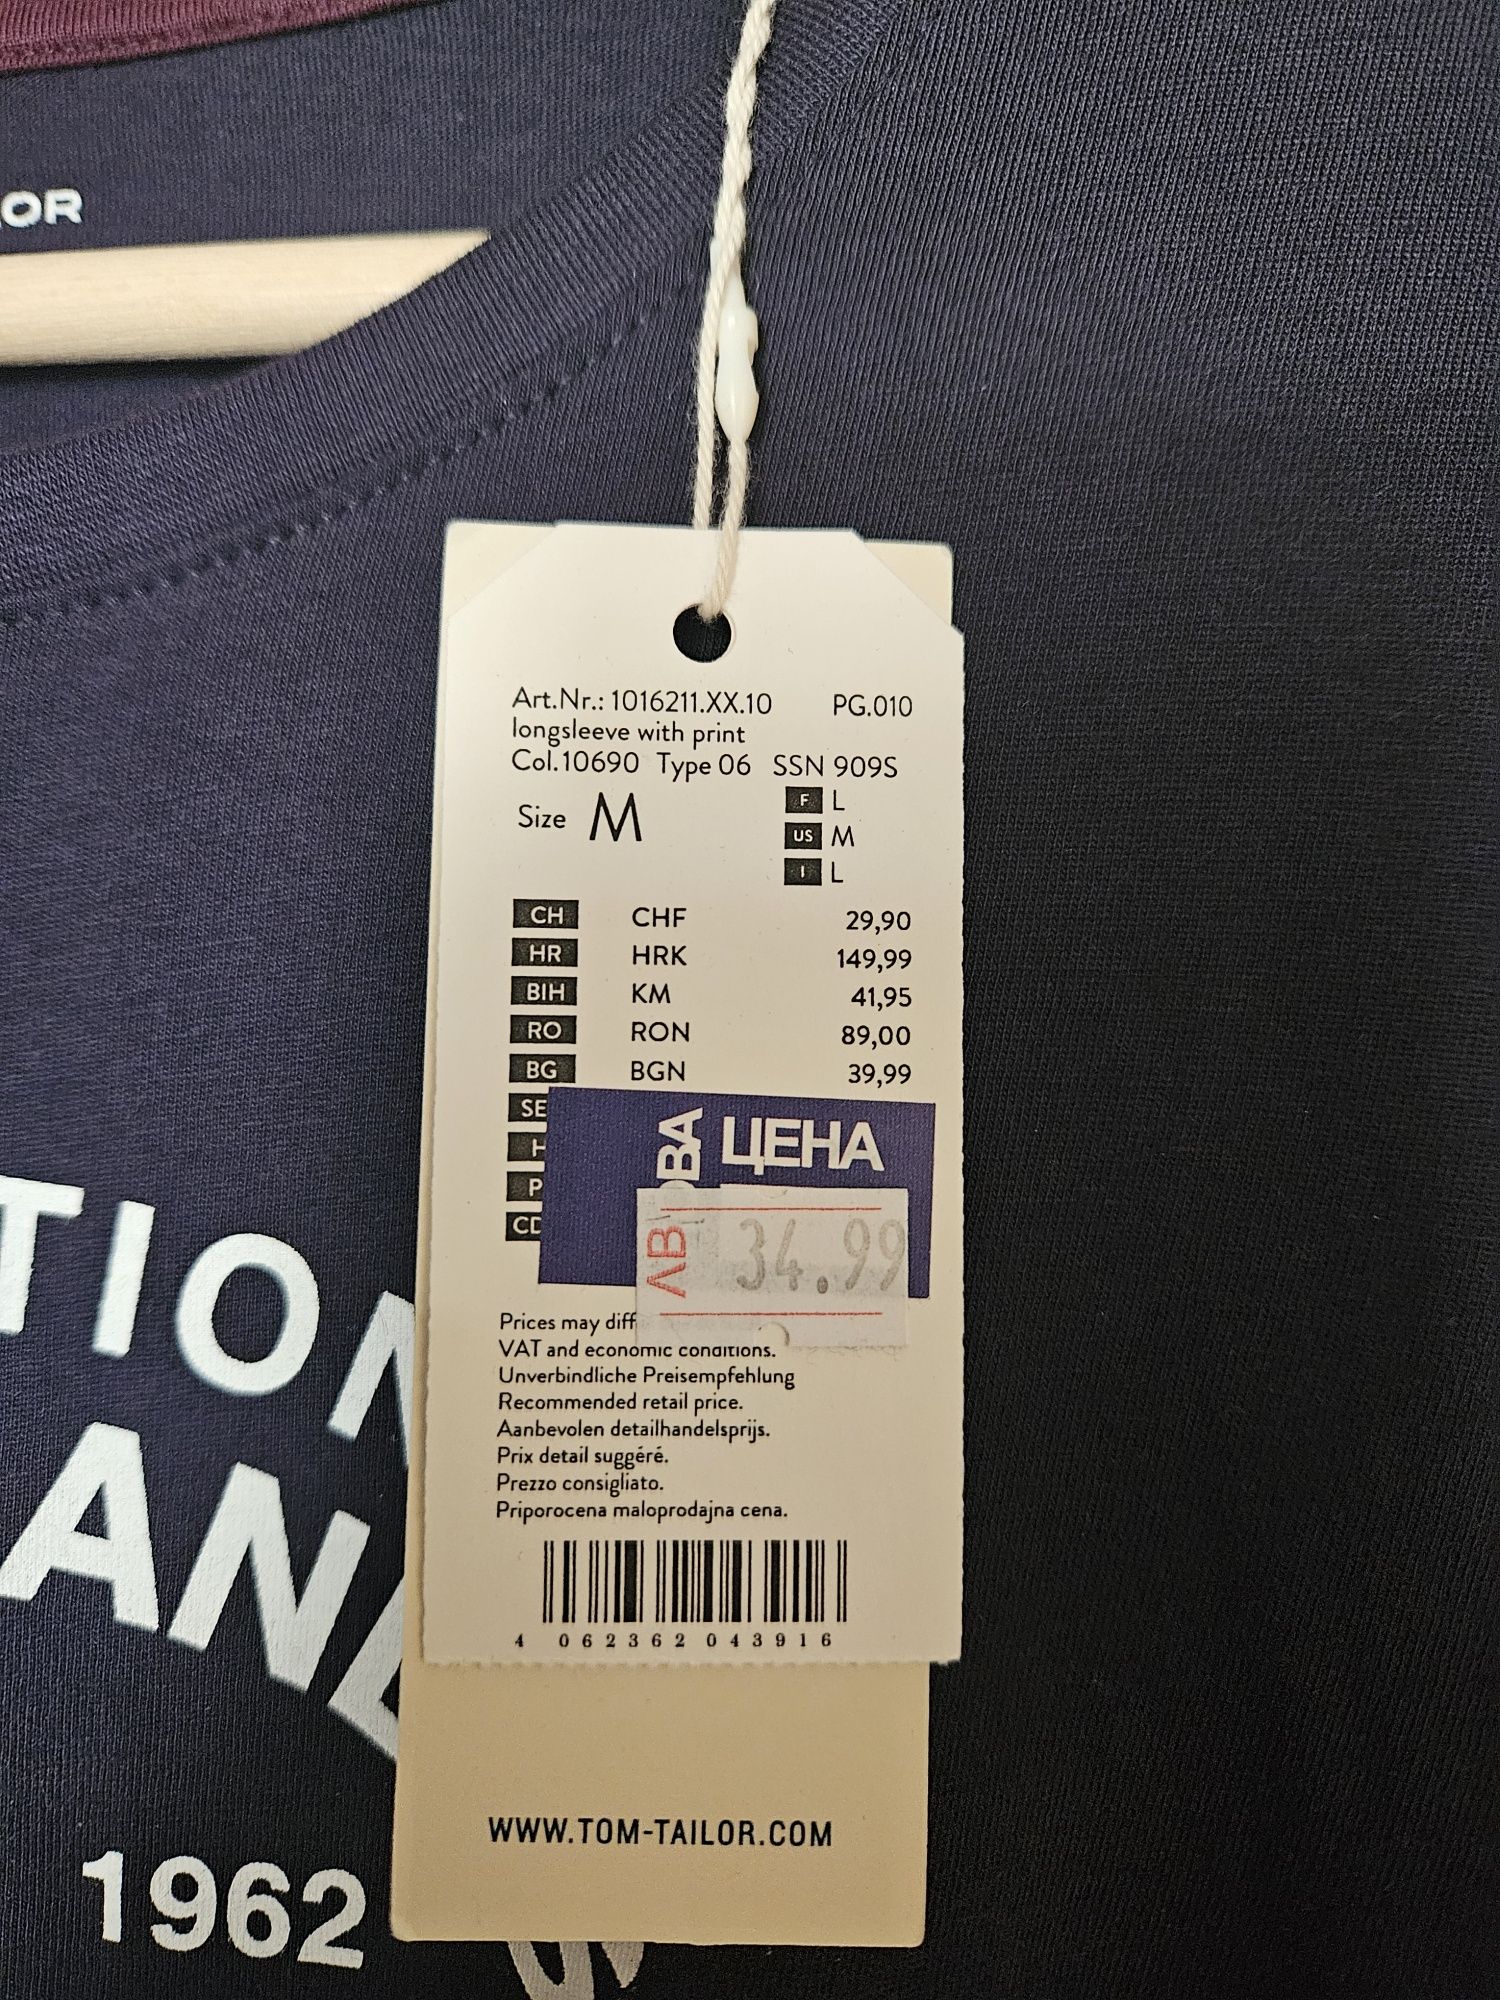 OR
Art.Nr.: 1016211.XX.10 PG.010
longsleeve with print
Col.10690 Type 06 SSN 909S
Size M
F L
US M
I L
CH CHF 29,90
HR HRK 149,99
BIH KM 41,95
RO RON 89,00
BG BGN 39,99
SE
H
P
CD
ВА ЦЕНА
ЛВ 34.99
Prices may diff
VAT and economic conditions.
Unverbindliche Preisempfehlung
Recommended retail price.
Aanbevolen detailhandelsprijs.
Prix detail suggéré.
Prezzo consigliato.
Priporocena maloprodajna cena.
4 062362 043916
WWW.TOM-TAILOR.COM
TION
AND
1962